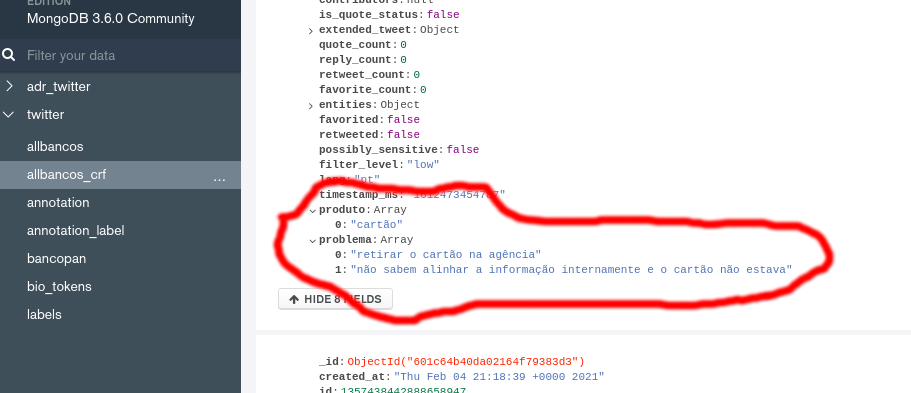 EDITION
MongoDB 3.6.0 Community
Filter your data
adr_twitter
twitter
allbancos
allbancos_crf
...
annotation
annotation_label
bancopan
bio_tokens
labels
contributors:null
is_quote_status:false
extended_tweet:Object
quote_count:0
reply_count:0
retweet_count:0
favorite_count:0
entities:Object
favorited:false
retweeted:false
possibly_sensitive:false
filter_level:"low"
lang:"pt"
timestamp_ms:
produto:Array
0:"cartão"
problema:Array
0:"retirar o cartão na agência"
1:"não sabem alinhar a informação internamente e o cartão não estava"
HIDE 8 FIELDS
_id:ObjectId("601c64b40da02164f79383d3")
created_at:"Thu Feb 04 21:18:39 +0000 2021"
id:1357438442888658947